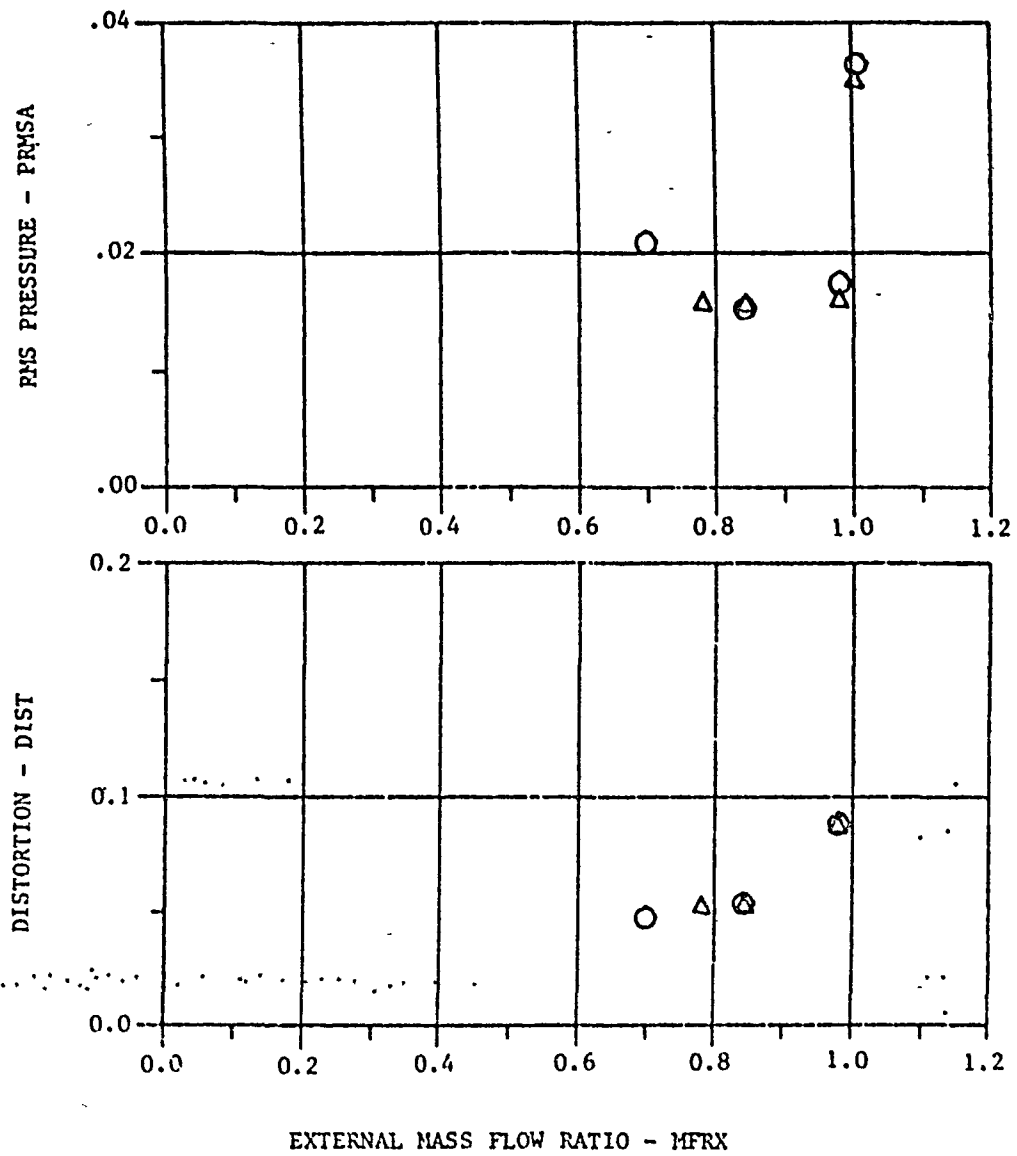 RMS PRESSURE - PRMSA
.04
.02
.00
0.0 0.2 0.4 0.6 0.8 1.0 1.2
DISTORTION - DIST
0.2
0.1
0.0
0.0 0.2 0.4 0.6 0.8 1.0 1.2
EXTERNAL MASS FLOW RATIO - MFRX